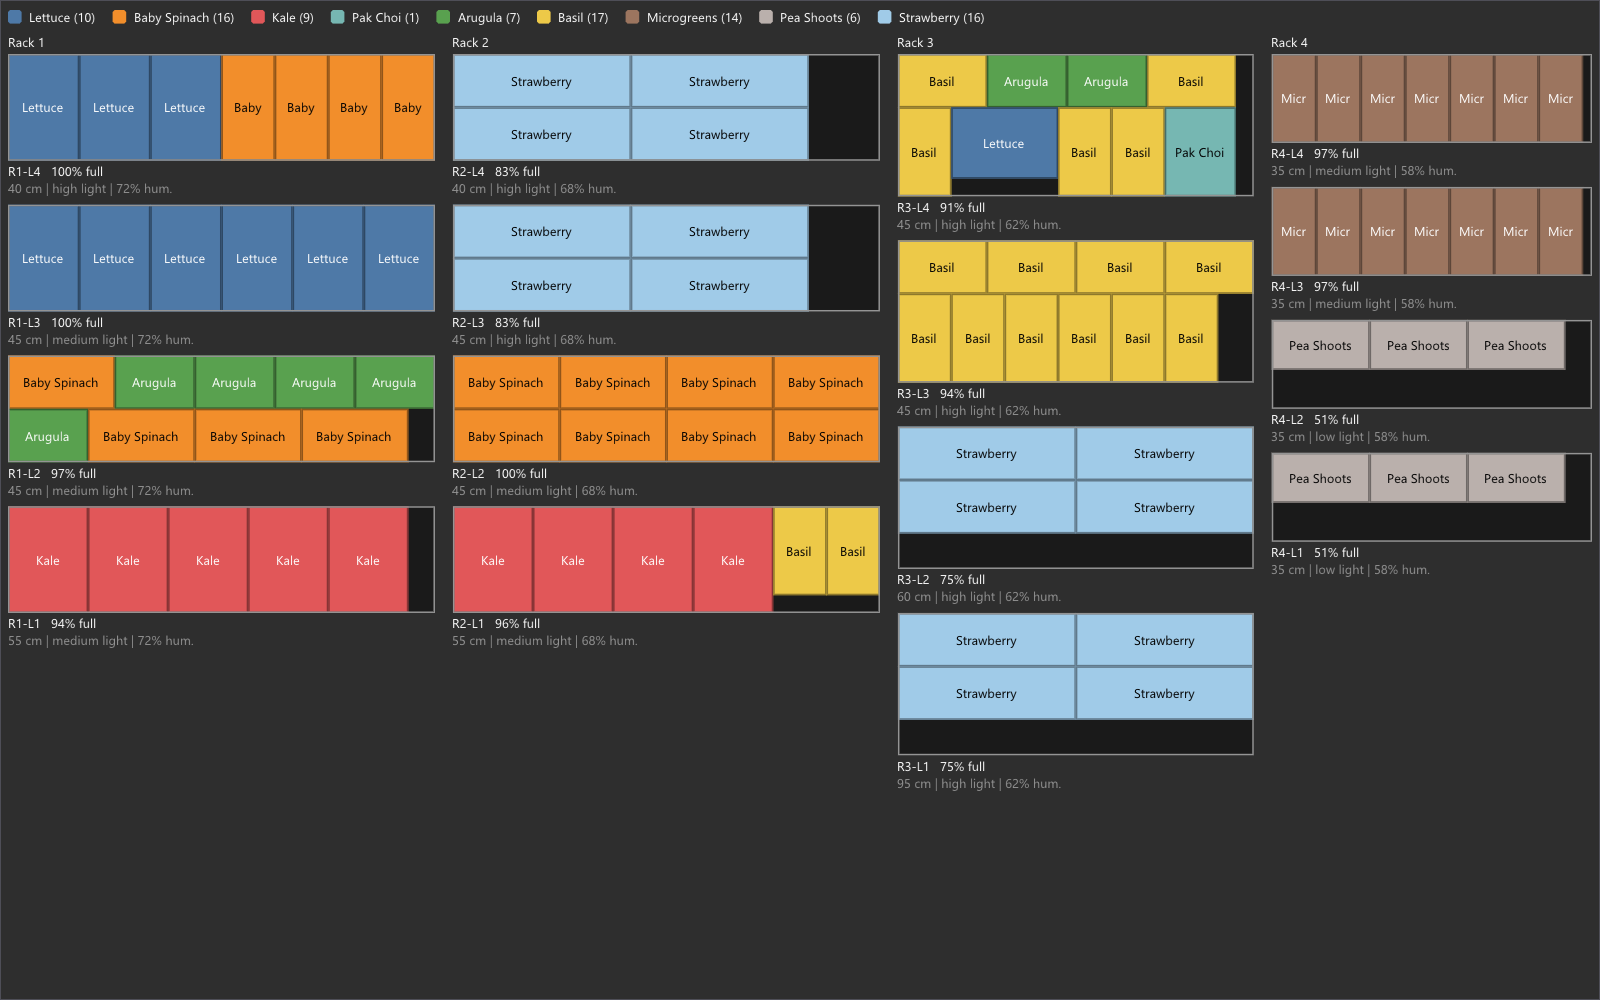 Lettuce (10) Baby Spinach (16) Kale (9) Pak Choi (1) Arugula (7) Basil (17) Microgreens (14) Pea Shoots (6) Strawberry (16)
Rack 1
Lettuce Lettuce Lettuce Baby Baby Baby Baby
R1-L4 100% full
40 cm | high light | 72% hum.
Lettuce Lettuce Lettuce Lettuce Lettuce Lettuce
R1-L3 100% full
45 cm | medium light | 72% hum.
Baby Spinach Arugula Arugula Arugula Arugula
Arugula Baby Spinach Baby Spinach Baby Spinach
R1-L2 97% full
45 cm | medium light | 72% hum.
Kale Kale Kale Kale Kale
R1-L1 94% full
55 cm | medium light | 72% hum.
Rack 2
Strawberry Strawberry
Strawberry Strawberry
R2-L4 83% full
40 cm | high light | 68% hum.
Strawberry Strawberry
Strawberry Strawberry
R2-L3 83% full
45 cm | high light | 68% hum.
Baby Spinach Baby Spinach Baby Spinach Baby Spinach
Baby Spinach Baby Spinach Baby Spinach Baby Spinach
R2-L2 100% full
45 cm | medium light | 68% hum.
Kale Kale Kale Kale Basil Basil
R2-L1 96% full
55 cm | medium light | 68% hum.
Rack 3
Basil Arugula Arugula Basil
Basil Lettuce Basil Basil Pak Choi
R3-L4 91% full
45 cm | high light | 62% hum.
Basil Basil Basil Basil
Basil Basil Basil Basil Basil Basil
R3-L3 94% full
45 cm | high light | 62% hum.
Strawberry Strawberry
Strawberry Strawberry
R3-L2 75% full
60 cm | high light | 62% hum.
Strawberry Strawberry
Strawberry Strawberry
R3-L1 75% full
95 cm | high light | 62% hum.
Rack 4
Micr Micr Micr Micr Micr Micr Micr
R4-L4 97% full
35 cm | medium light | 58% hum.
Micr Micr Micr Micr Micr Micr Micr
R4-L3 97% full
35 cm | medium light | 58% hum.
Pea Shoots Pea Shoots Pea Shoots
R4-L2 51% full
35 cm | low light | 58% hum.
Pea Shoots Pea Shoots Pea Shoots
R4-L1 51% full
35 cm | low light | 58% hum.